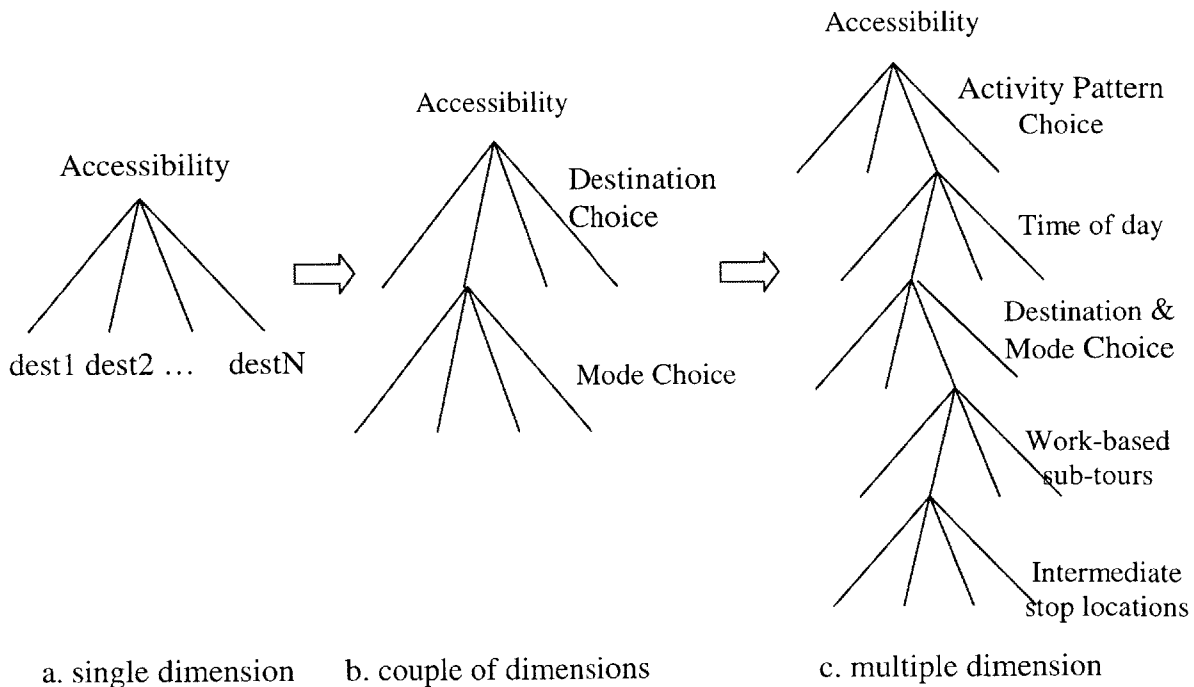 Accessibility
dest1 dest2 … destN
a. single dimension
Accessibility
Destination
Choice
Mode Choice
b. couple of dimensions
Accessibility
Activity Pattern
Choice
Time of day
Destination &
Mode Choice
Work-based
sub-tours
Intermediate
stop locations
c. multiple dimension